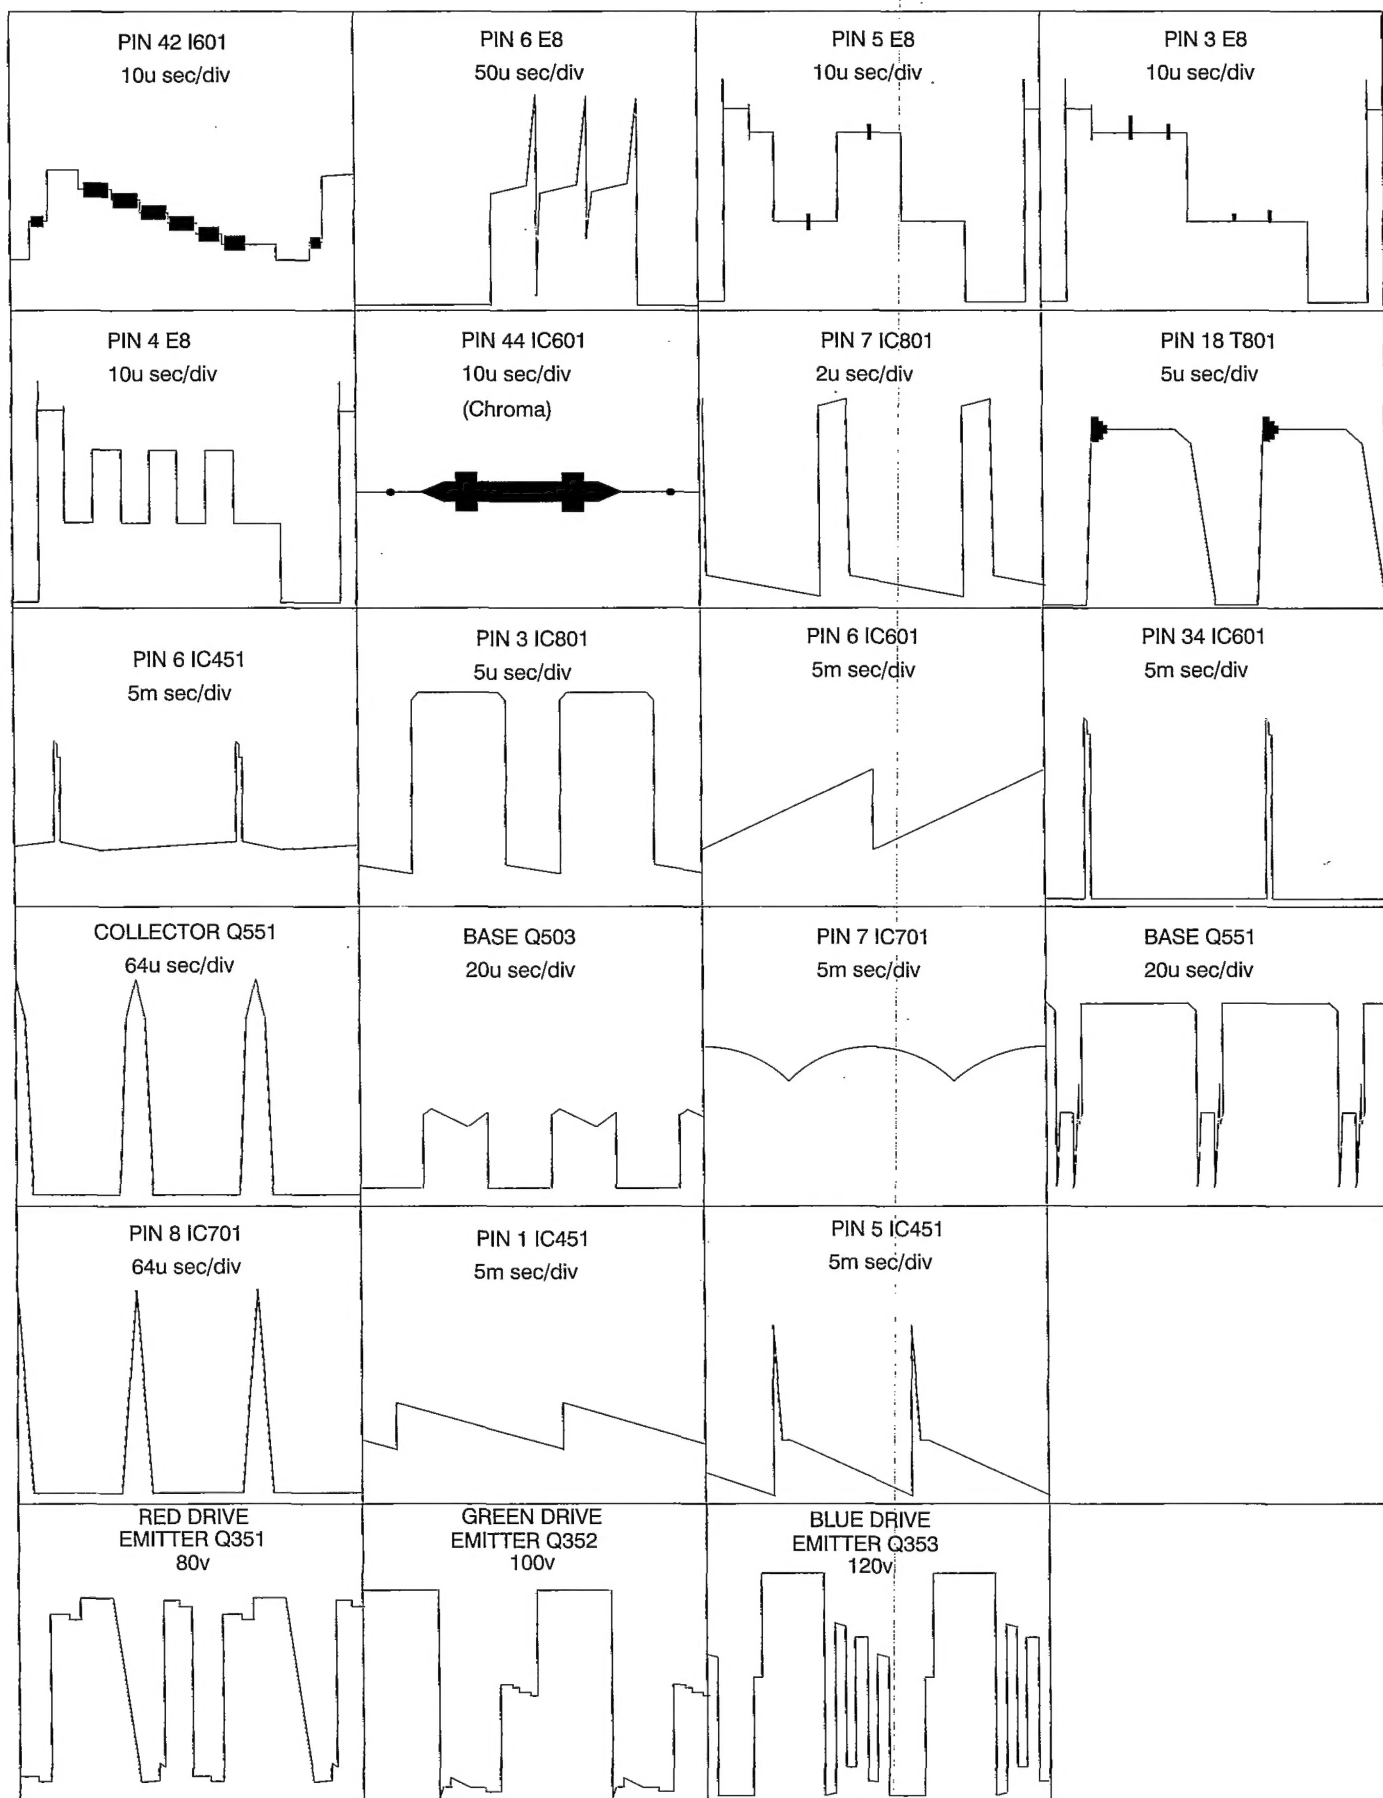 PIN 42 I601
10u sec/div
PIN 6 E8
50u sec/div
PIN 5 E8
10u sec/div
PIN 3 E8
10u sec/div
PIN 4 E8
10u sec/div
PIN 44 IC601
10u sec/div
(Chroma)
PIN 7 IC801
2u sec/div
PIN 18 T801
5u sec/div
PIN 6 IC451
5m sec/div
PIN 3 IC801
5u sec/div
PIN 6 IC601
5m sec/div
PIN 34 IC601
5m sec/div
COLLECTOR Q551
64u sec/div
BASE Q503
20u sec/div
PIN 7 IC701
5m sec/div
BASE Q551
20u sec/div
PIN 8 IC701
64u sec/div
PIN 1 IC451
5m sec/div
PIN 5 IC451
5m sec/div
RED DRIVE
EMITTER Q351
80v
GREEN DRIVE
EMITTER Q352
100v
BLUE DRIVE
EMITTER Q353
120v